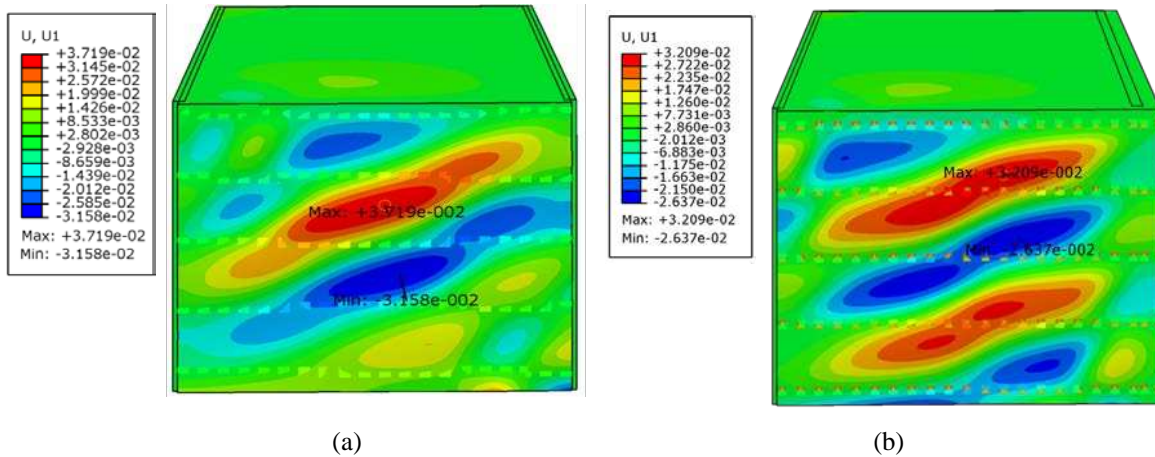 U, U1
+3.719e-02
+3.145e-02
+2.572e-02
+1.999e-02
+1.426e-02
+8.533e-03
+2.802e-03
-2.928e-03
-8.659e-03
-1.439e-02
-2.012e-02
-2.585e-02
-3.158e-02
Max: +3.719e-02
Min: -3.158e-02
Max: +3.719e-002
Min: -3.158e-002
(a)
U, U1
+3.209e-02
+2.722e-02
+2.235e-02
+1.747e-02
+1.260e-02
+7.731e-03
+2.860e-03
-2.012e-03
-6.883e-03
-1.175e-02
-1.663e-02
-2.150e-02
-2.637e-02
Max: +3.209e-02
Min: -2.637e-02
Max: +3.209e-002
Min: -2.637e-002
(b)